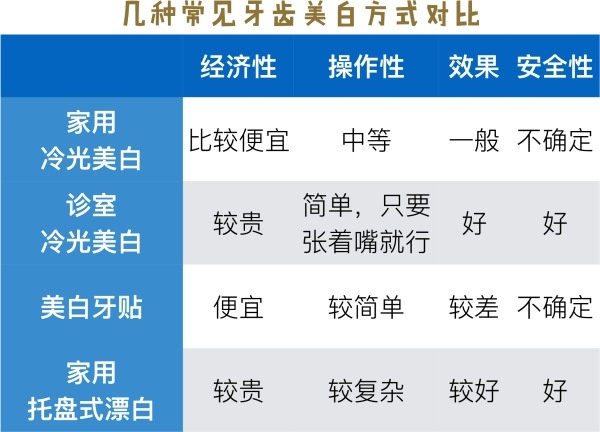 几种常见牙齿美白方式对比
经济性 操作性 效果 安全性
家用
冷光美白
比较便宜 中等 一般 不确定
诊室
冷光美白
较贵
简单，只要
张着嘴就行
好 好
美白牙贴 便宜 较简单 较差 不确定
家用
托盘式漂白
较贵 较复杂 较好 好